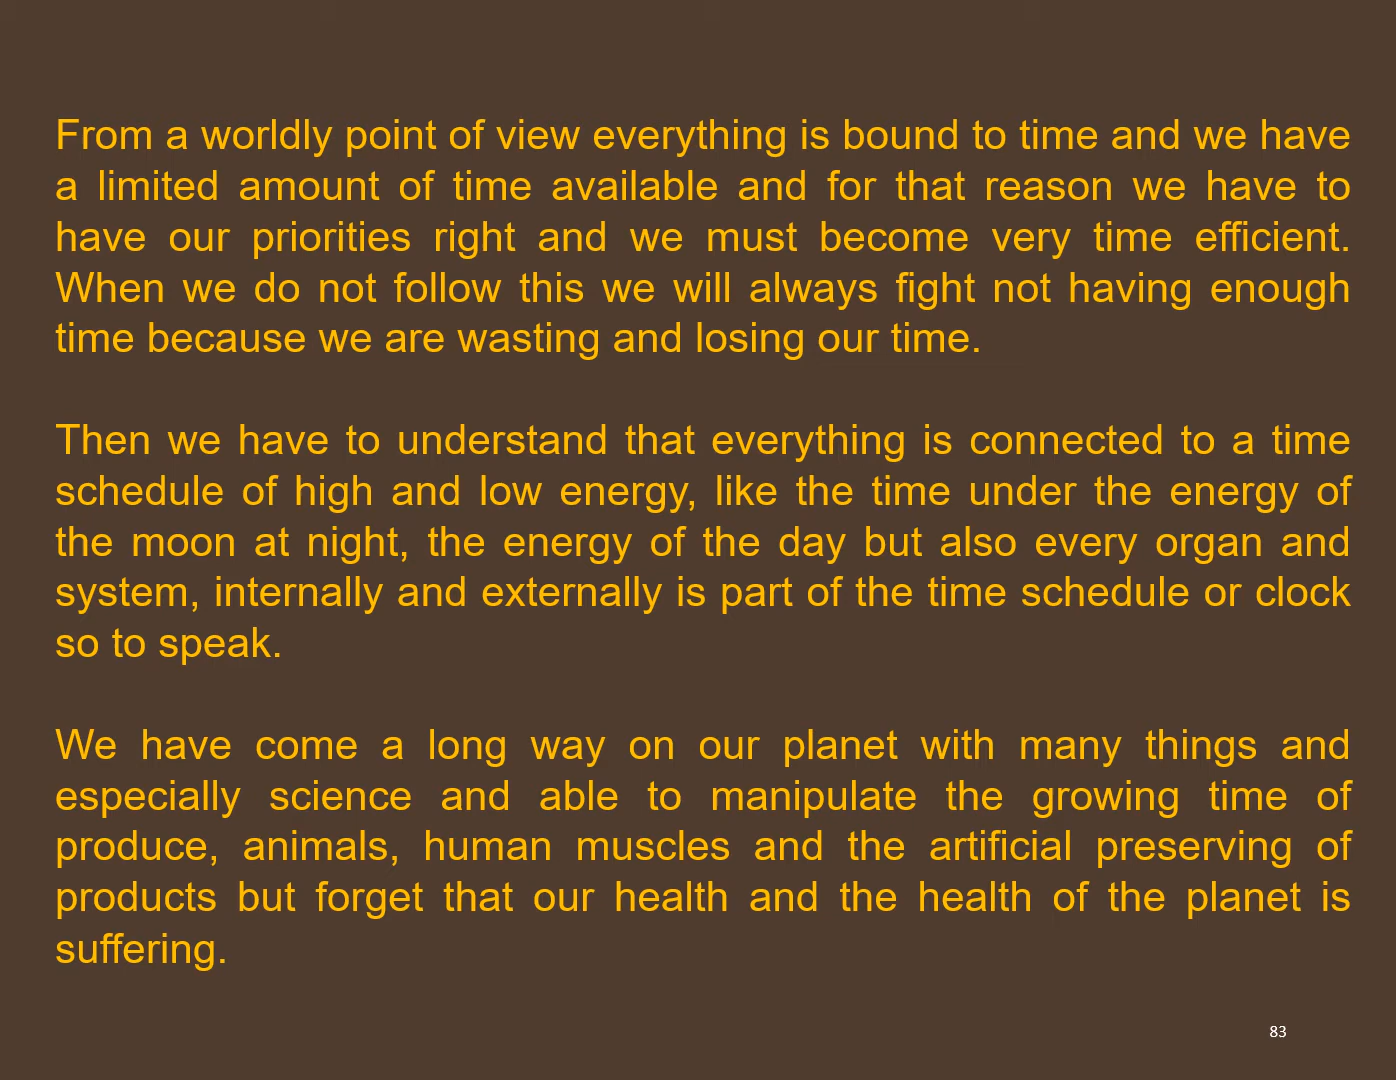 From a worldly point of view everything is bound to time and we have
a limited amount of time available and for that reason we have to
have our priorities right and we must become very time efficient.
When we do not follow this we will always fight not having enough
time because we are wasting and losing our time.
Then we have to understand that everything is connected to a time
schedule of high and low energy, like the time under the energy of
the moon at night, the energy of the day but also every organ and
system, internally and externally is part of the time schedule or clock
so to speak.
We have come a long way on our planet with many things and
especially science and able to manipulate the growing time of
produce, animals, human muscles and the artificial preserving of
products but forget that our health and the health of the planet is
suffering.
83